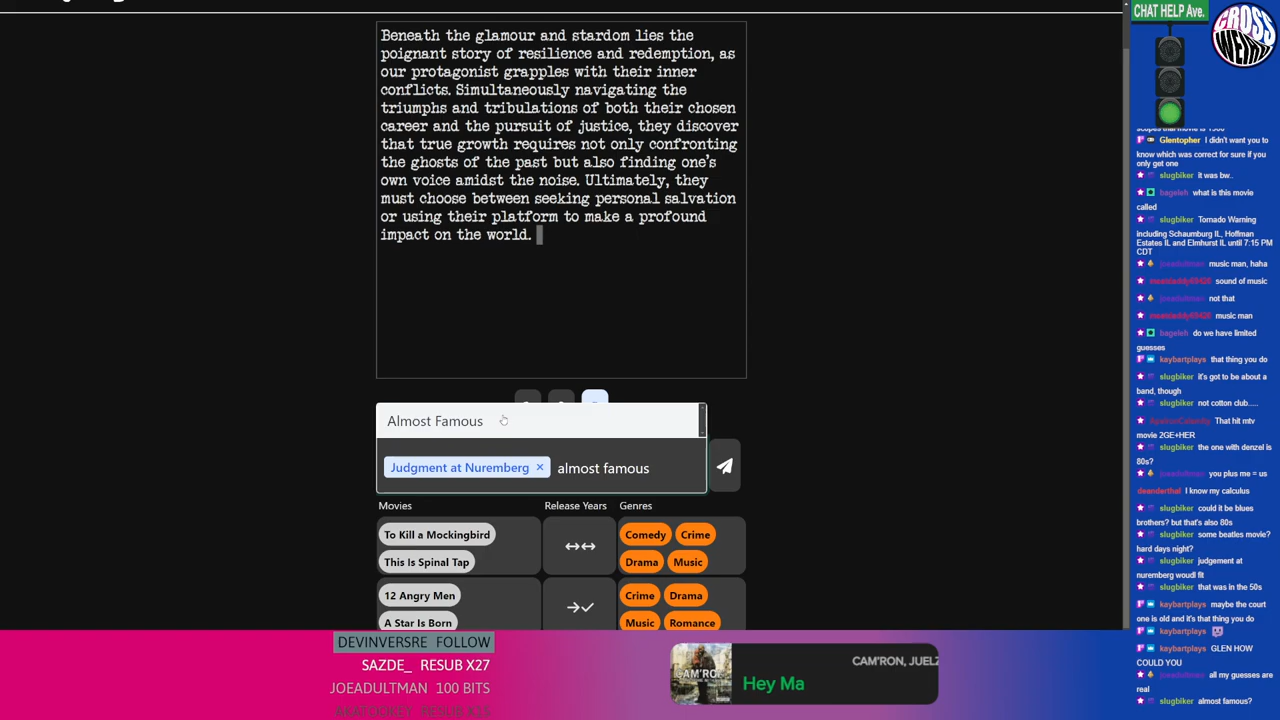 Beneath the glamour and stardom lies the
poignant story of resilience and redemption, as
our protagonist grapples with their inner
conflicts. Simultaneously navigating the
triumphs and tribulations of both their chosen
career and the pursuit of justice, they discover
that true growth requires not only confronting
the ghosts of the past but also finding one's
own voice amidst the noise. Ultimately, they
must choose between seeking personal salvation
or using their platform to make a profound
impact on the world.
Almost Famous
Judgment at Nuremberg × almost famous
Movies Release Years Genres
To Kill a Mockingbird
This Is Spinal Tap
Comedy Crime
Drama Music
12 Angry Men
A Star Is Born
Crime Drama
Music Romance
DEVINVERSRE FOLLOW
SAZDE_ RESUB X27
JOEADULTMAN 100 BITS
CAM'RON, JUELZ
Hey Ma
CHAT HELP Ave.
CROSS
Glentopher I didn't want you to
know which was correct for sure if you
only get one
slugbiker it was bw..
bageleh what is this movie
called
slugbiker Tornado Warning
including Schaumburg IL, Hoffman
Estates IL and Elmhurst IL until 7:15 PM
CDT
joeadultman music man, haha
sound of music
joeadultman not that
music man
bageleh do we have limited
guesses
kaybartplays that thing you do
slugbiker it's got to be about a
band, though
slugbiker not cotton club.....
That hit mtv
movie 2GE+HER
slugbiker the one with denzel is
80s?
joeadultman you plus me = us
deanderthal I know my calculus
slugbiker could it be blues
brothers? but that's also 80s
slugbiker some beatles movie?
hard days night?
slugbiker judgement at
nuremberg woudl fit
slugbiker that was in the 50s
kaybartplays maybe the court
one is old and it's that thing you do
kaybartplays
kaybartplays GLEN HOW
COULD YOU
joeadultman all my guesses are
real
slugbiker almost famous?